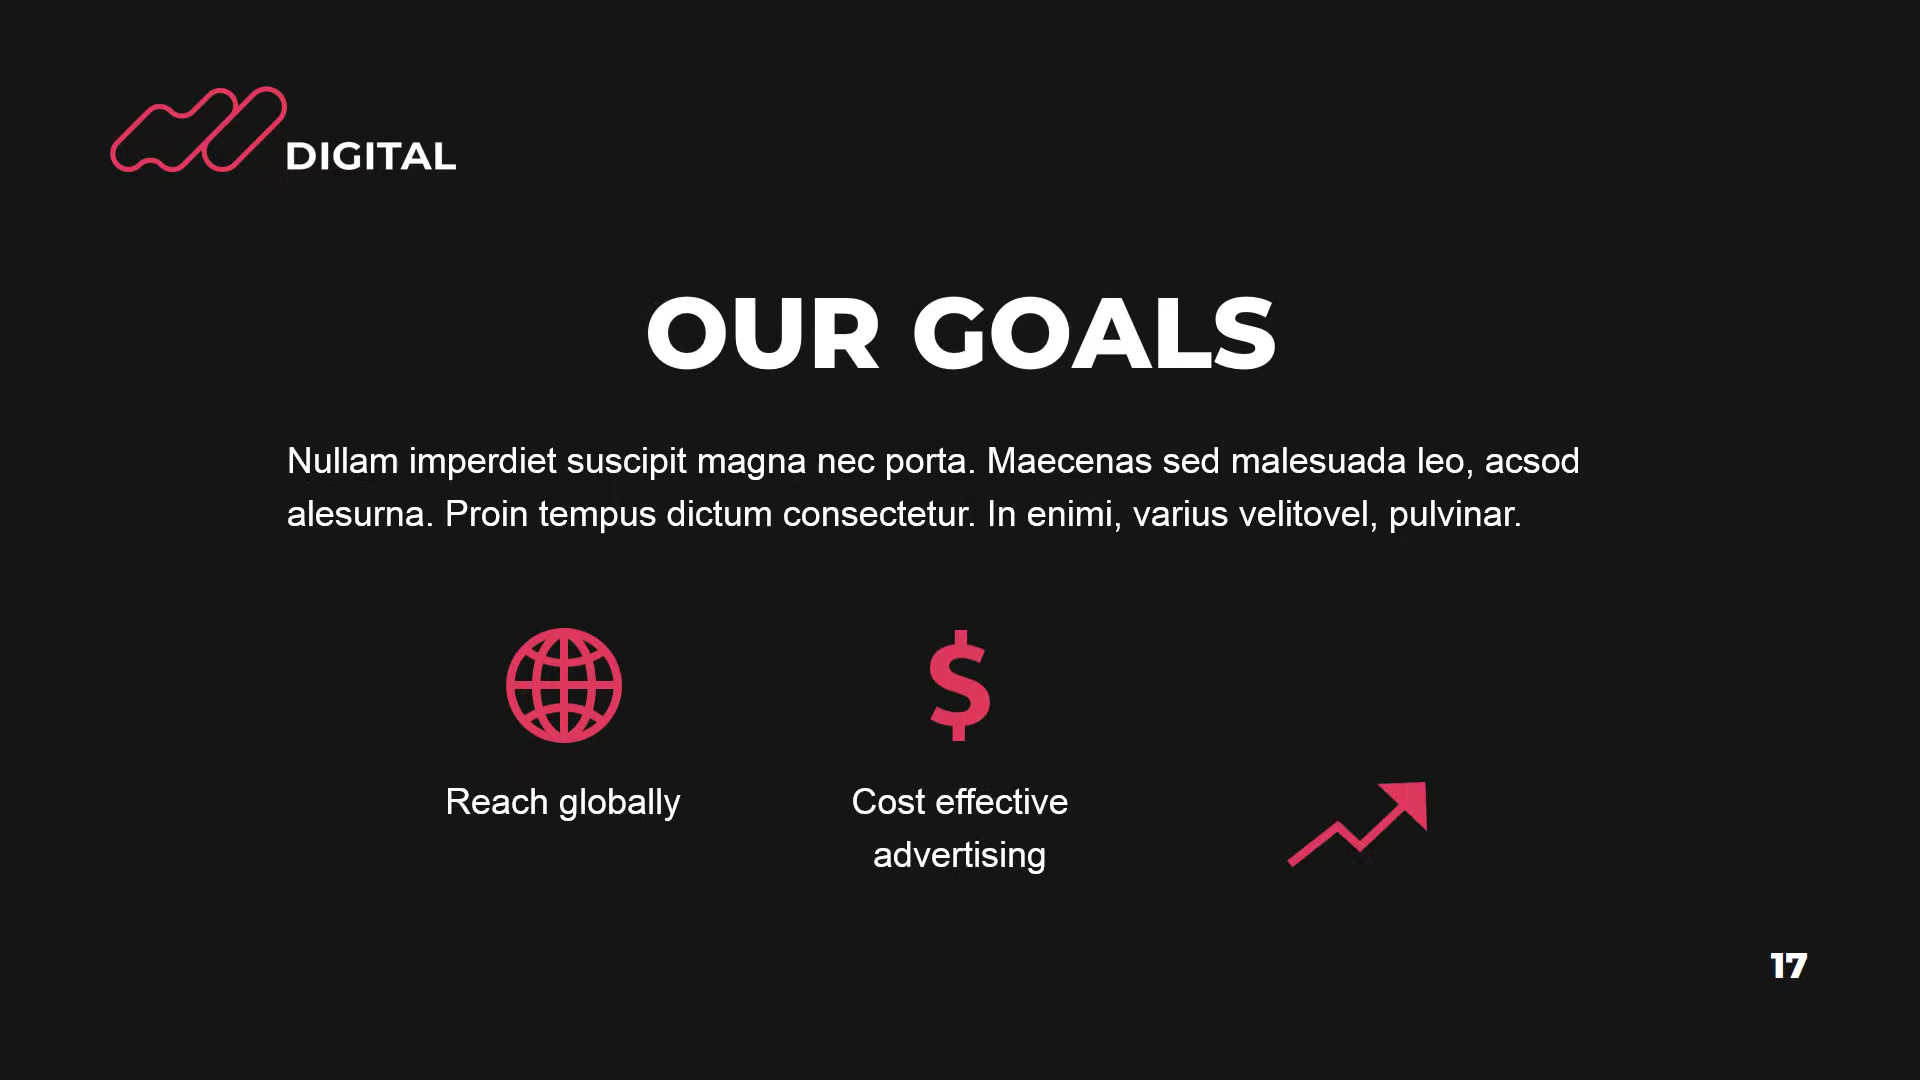 DIGITAL
OUR GOALS
Nullam imperdiet suscipit magna nec porta. Maecenas sed malesuada leo, acsod
alesurna. Proin tempus dictum consectetur. In enimi, varius velitovel, pulvinar.
Reach globally
Cost effective
advertising
17